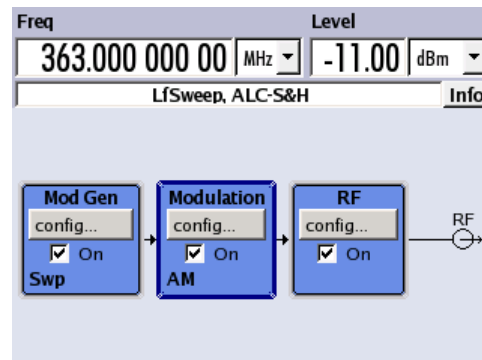 Freq Level
363.000 000 00 MHz -11.00 dBm
LfSweep, ALC-S&H Info
Mod Gen Modulation RF
config... config... config... RF
On On On
Swp AM